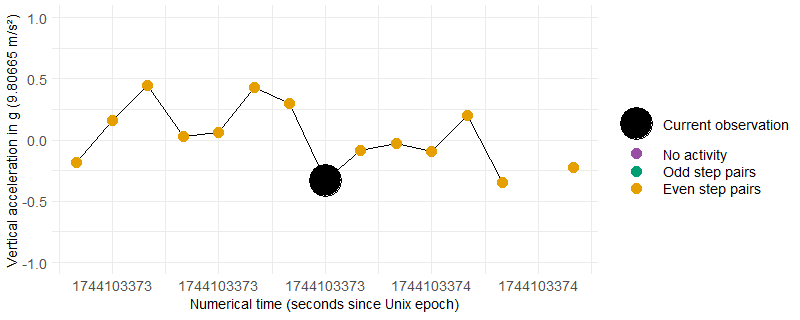 Vertical acceleration in g (9.80665 m/s²)
1.0
0.5
0.0
-0.5
-1.0
1744103373 1744103373 1744103373 1744103374 1744103374
Numerical time (seconds since Unix epoch)
Current observation
No activity
Odd step pairs
Even step pairs